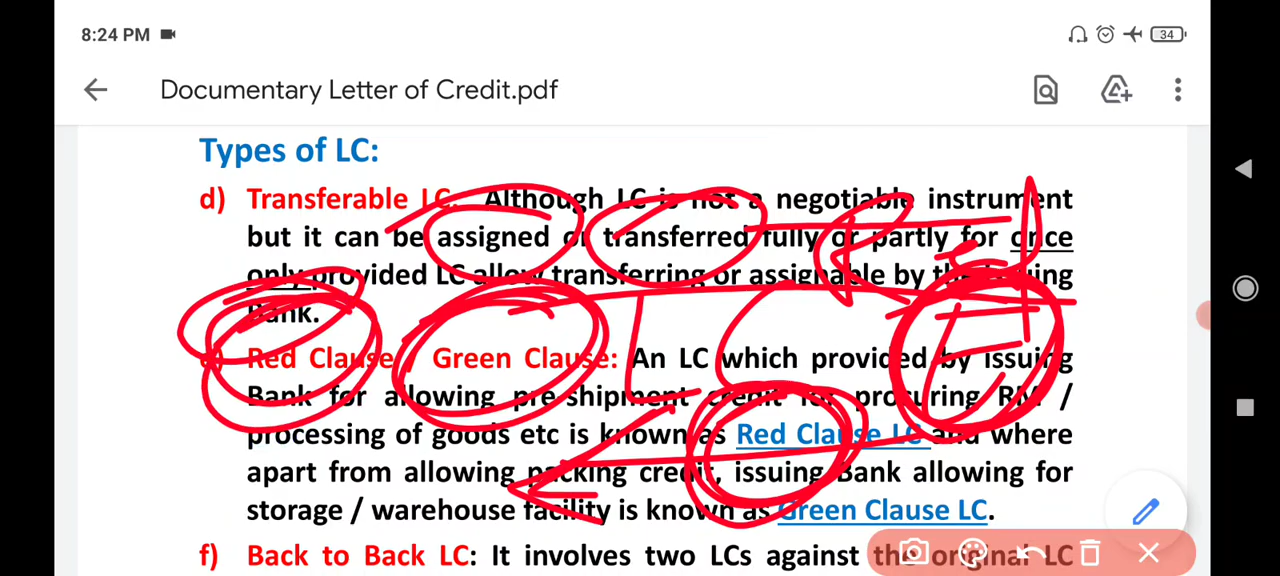 8:24 PM
34
Documentary Letter of Credit.pdf
Types of LC:
d) Transferable LC: Although LC is not a negotiable instrument
but it can be assigned or transferred fully or partly for once
only provided LC allow transferring or assignable by the issuing
Bank.
e) Red Clause / Green Clause: An LC which provided by issuing
Bank for allowing pre-shipment credit for procuring RM /
processing of goods etc is known as Red Clause LC and where
apart from allowing packing credit, issuing Bank allowing for
storage / warehouse facility is known as Green Clause LC.
f) Back to Back LC: It involves two LCs against the original LC